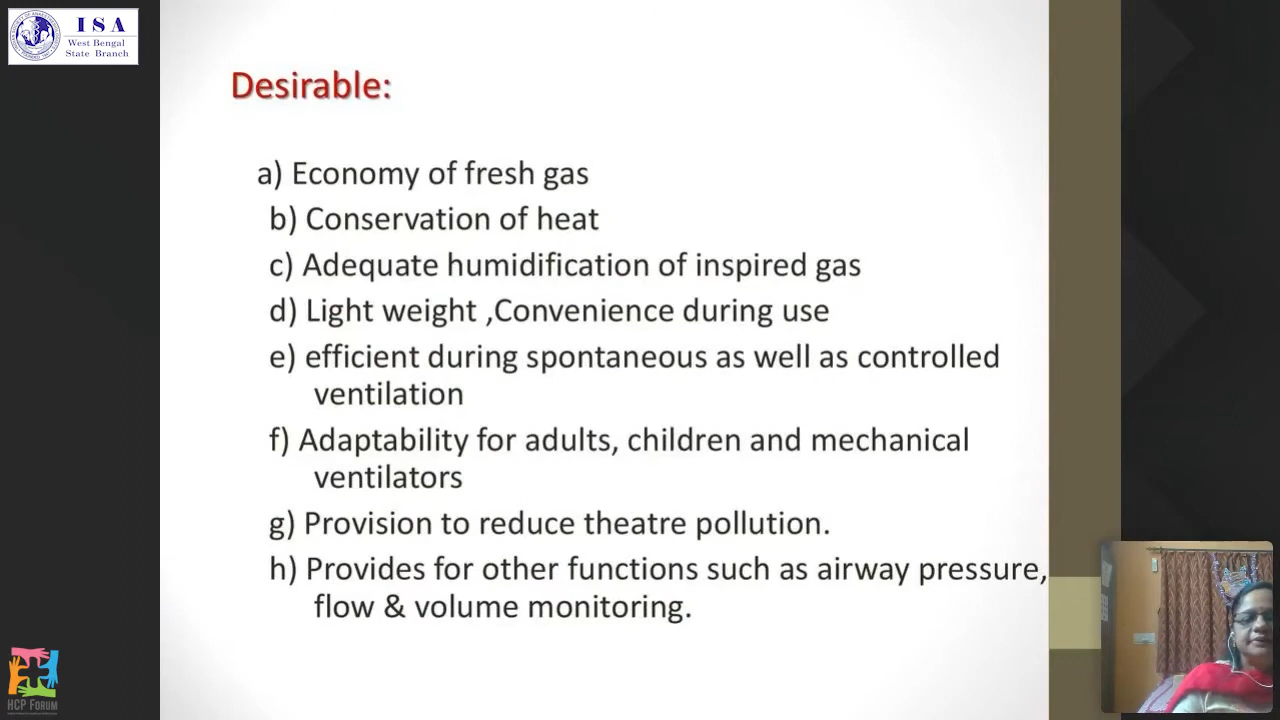 I S A
West Bengal
State Branch
Desirable:
a) Economy of fresh gas
b) Conservation of heat
c) Adequate humidification of inspired gas
d) Light weight ,Convenience during use
e) efficient during spontaneous as well as controlled
ventilation
f) Adaptability for adults, children and mechanical
ventilators
g) Provision to reduce theatre pollution.
h) Provides for other functions such as airway pressure,
flow & volume monitoring.
HCP FORUM